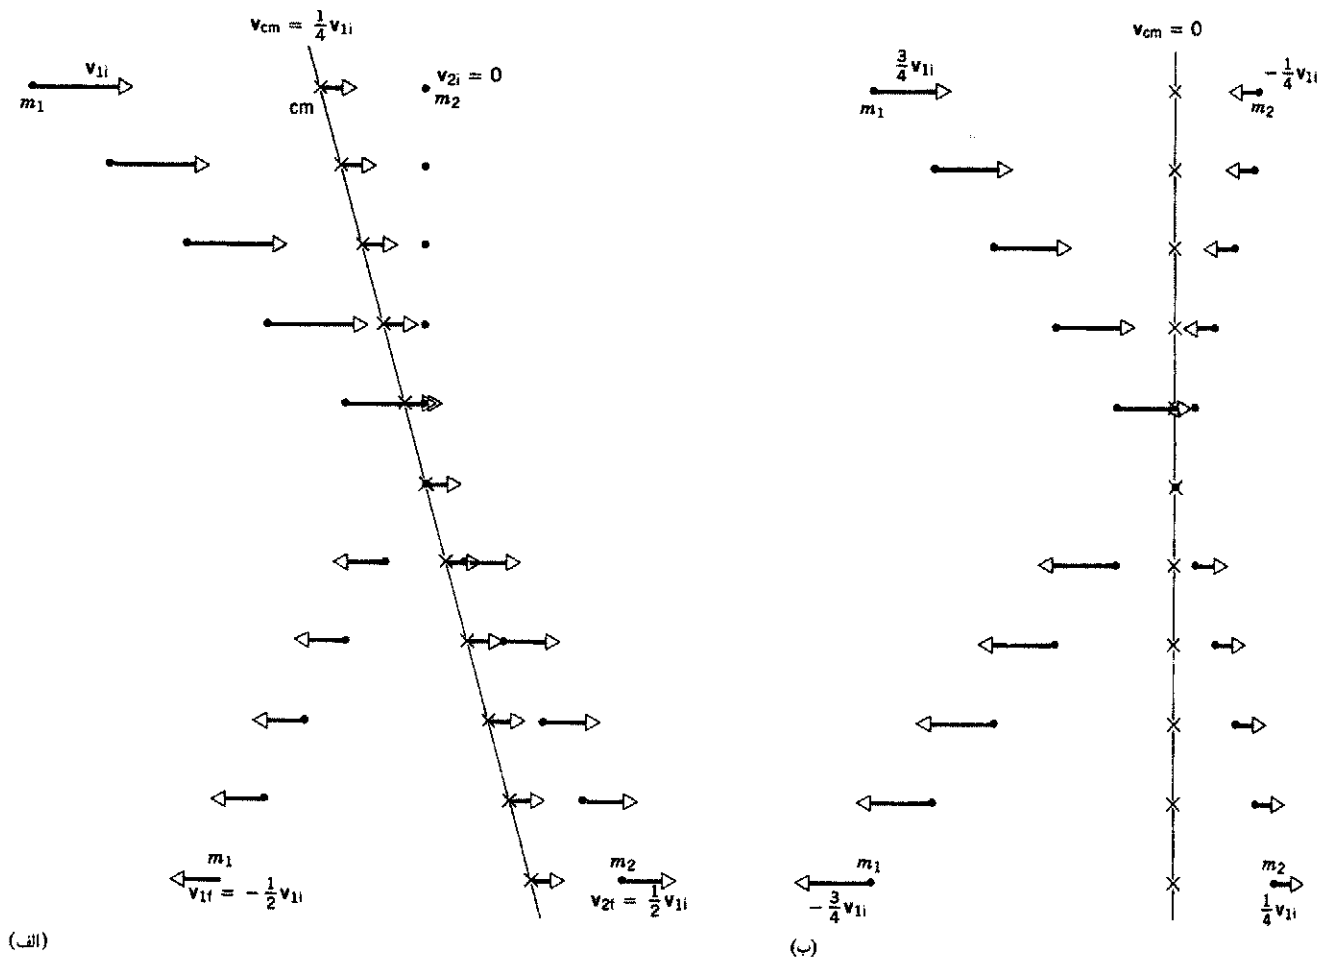 v_cm = 1/4 v_1i
v_1i
m_1
cm
v_2i = 0
m_2
m_1
v_1f = − 1/2 v_1i
m_2
v_2f = 1/2 v_1i
(الف)
v_cm = 0
3/4 v_1i
m_1
− 1/4 v_1i
m_2
m_1
− 3/4 v_1i
m_2
1/4 v_1i
(ب)